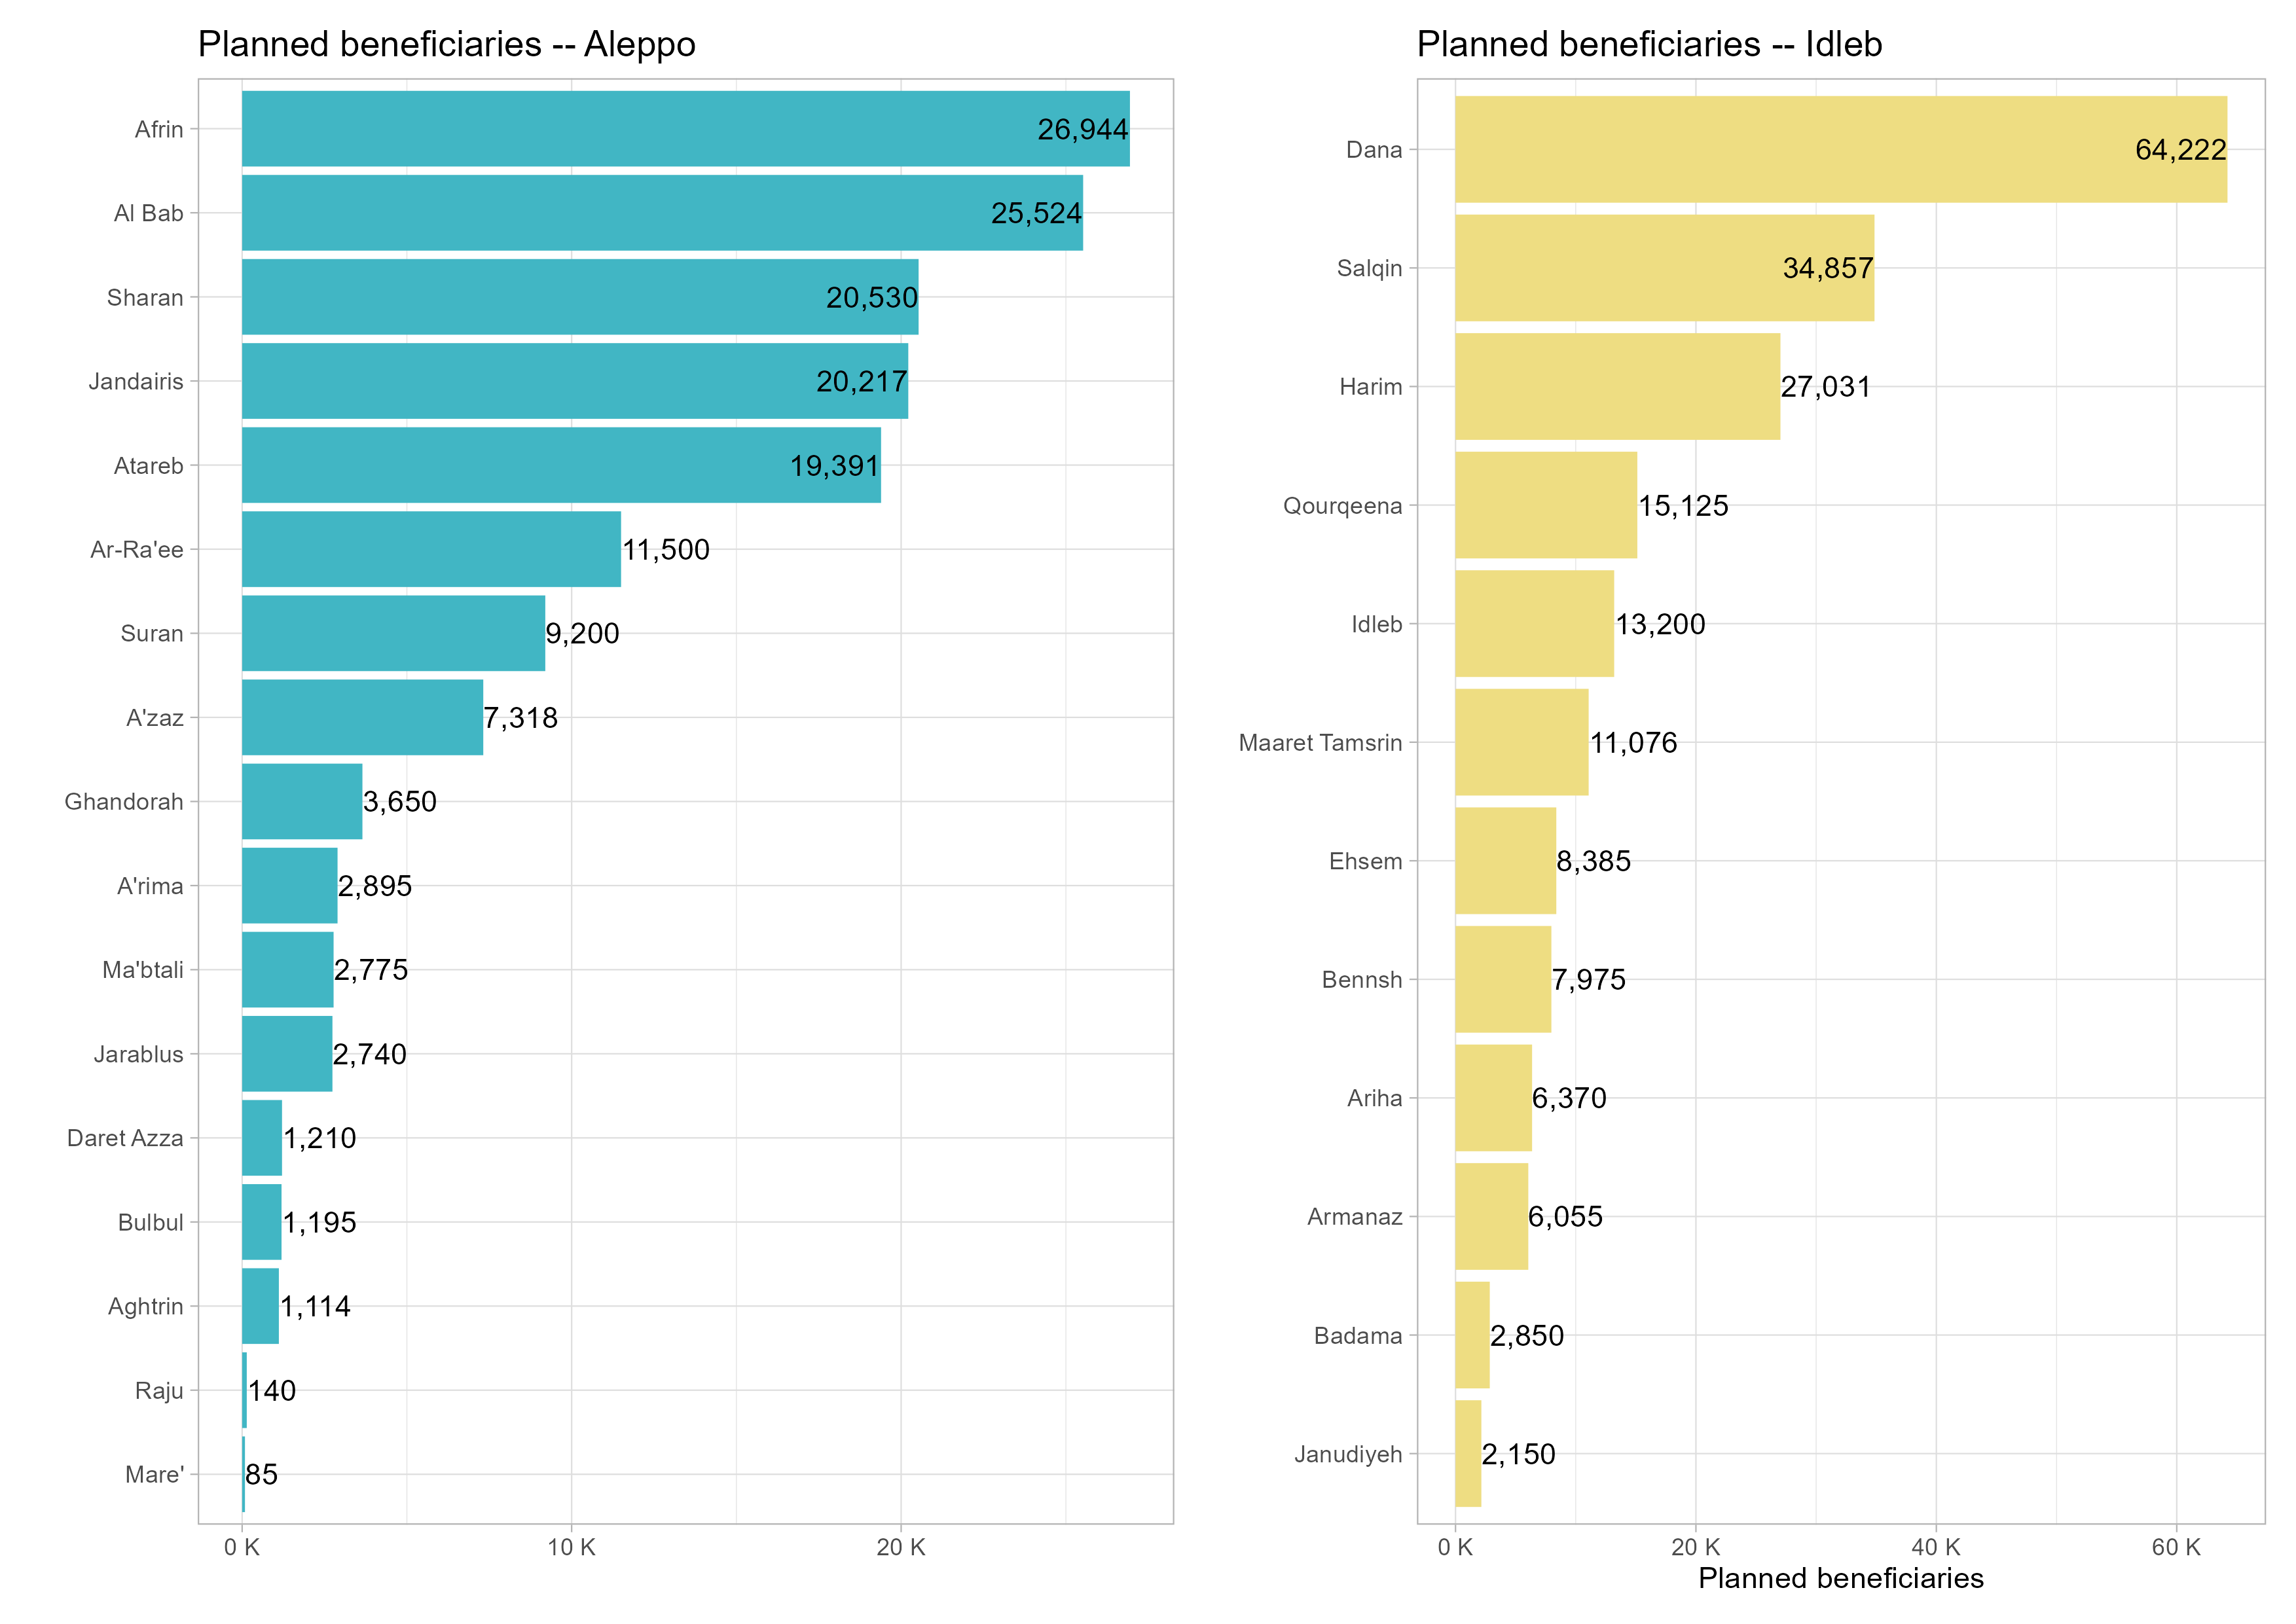 Planned beneficiaries -- Aleppo
Afrin 26,944
Al Bab 25,524
Sharan 20,530
Jandairis 20,217
Atareb 19,391
Ar-Ra'ee 11,500
Suran 9,200
A'zaz 7,318
Ghandorah 3,650
A'rima 2,895
Ma'btali 2,775
Jarablus 2,740
Daret Azza 1,210
Bulbul 1,195
Aghtrin 1,114
Raju 140
Mare' 85
0 K 10 K 20 K
Planned beneficiaries -- Idleb
Dana 64,222
Salqin 34,857
Harim 27,031
Qourqeena 15,125
Idleb 13,200
Maaret Tamsrin 11,076
Ehsem 8,385
Bennsh 7,975
Ariha 6,370
Armanaz 6,055
Badama 2,850
Janudiyeh 2,150
0 K 20 K 40 K 60 K
Planned beneficiaries